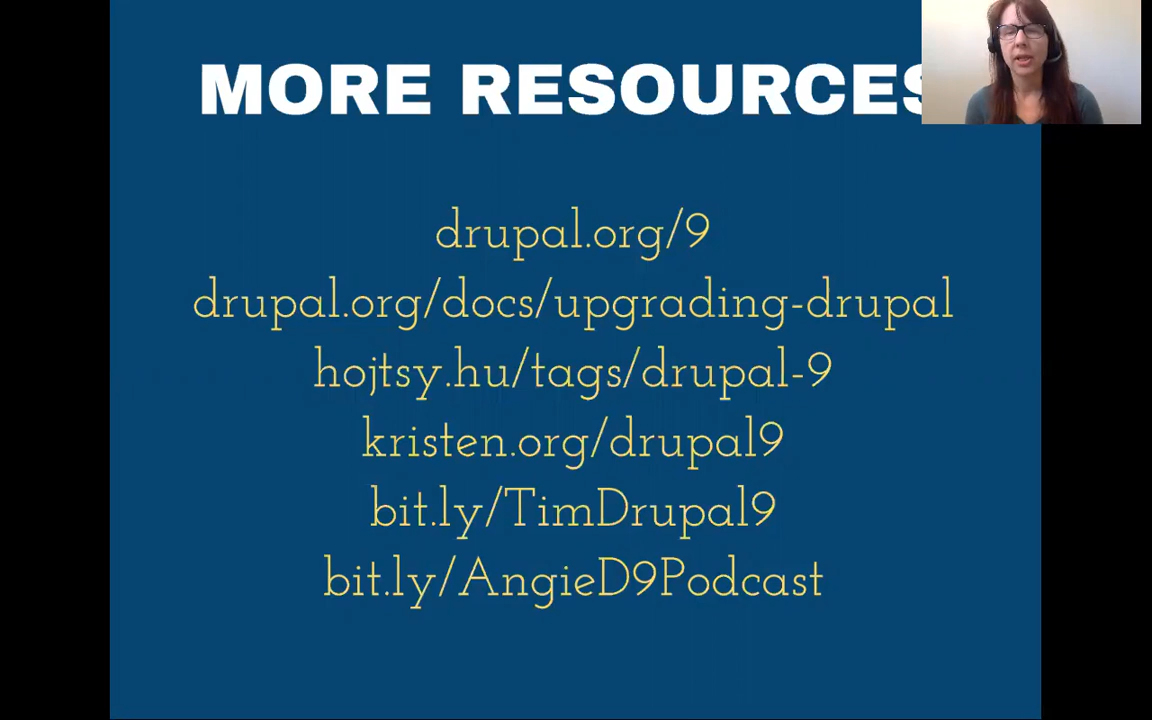 MORE RESOURCES
drupal.org/9
drupal.org/docs/upgrading-drupal
hojtsy.hu/tags/drupal-9
kristen.org/drupal9
bit.ly/TimDrupal9
bit.ly/AngieD9Podcast